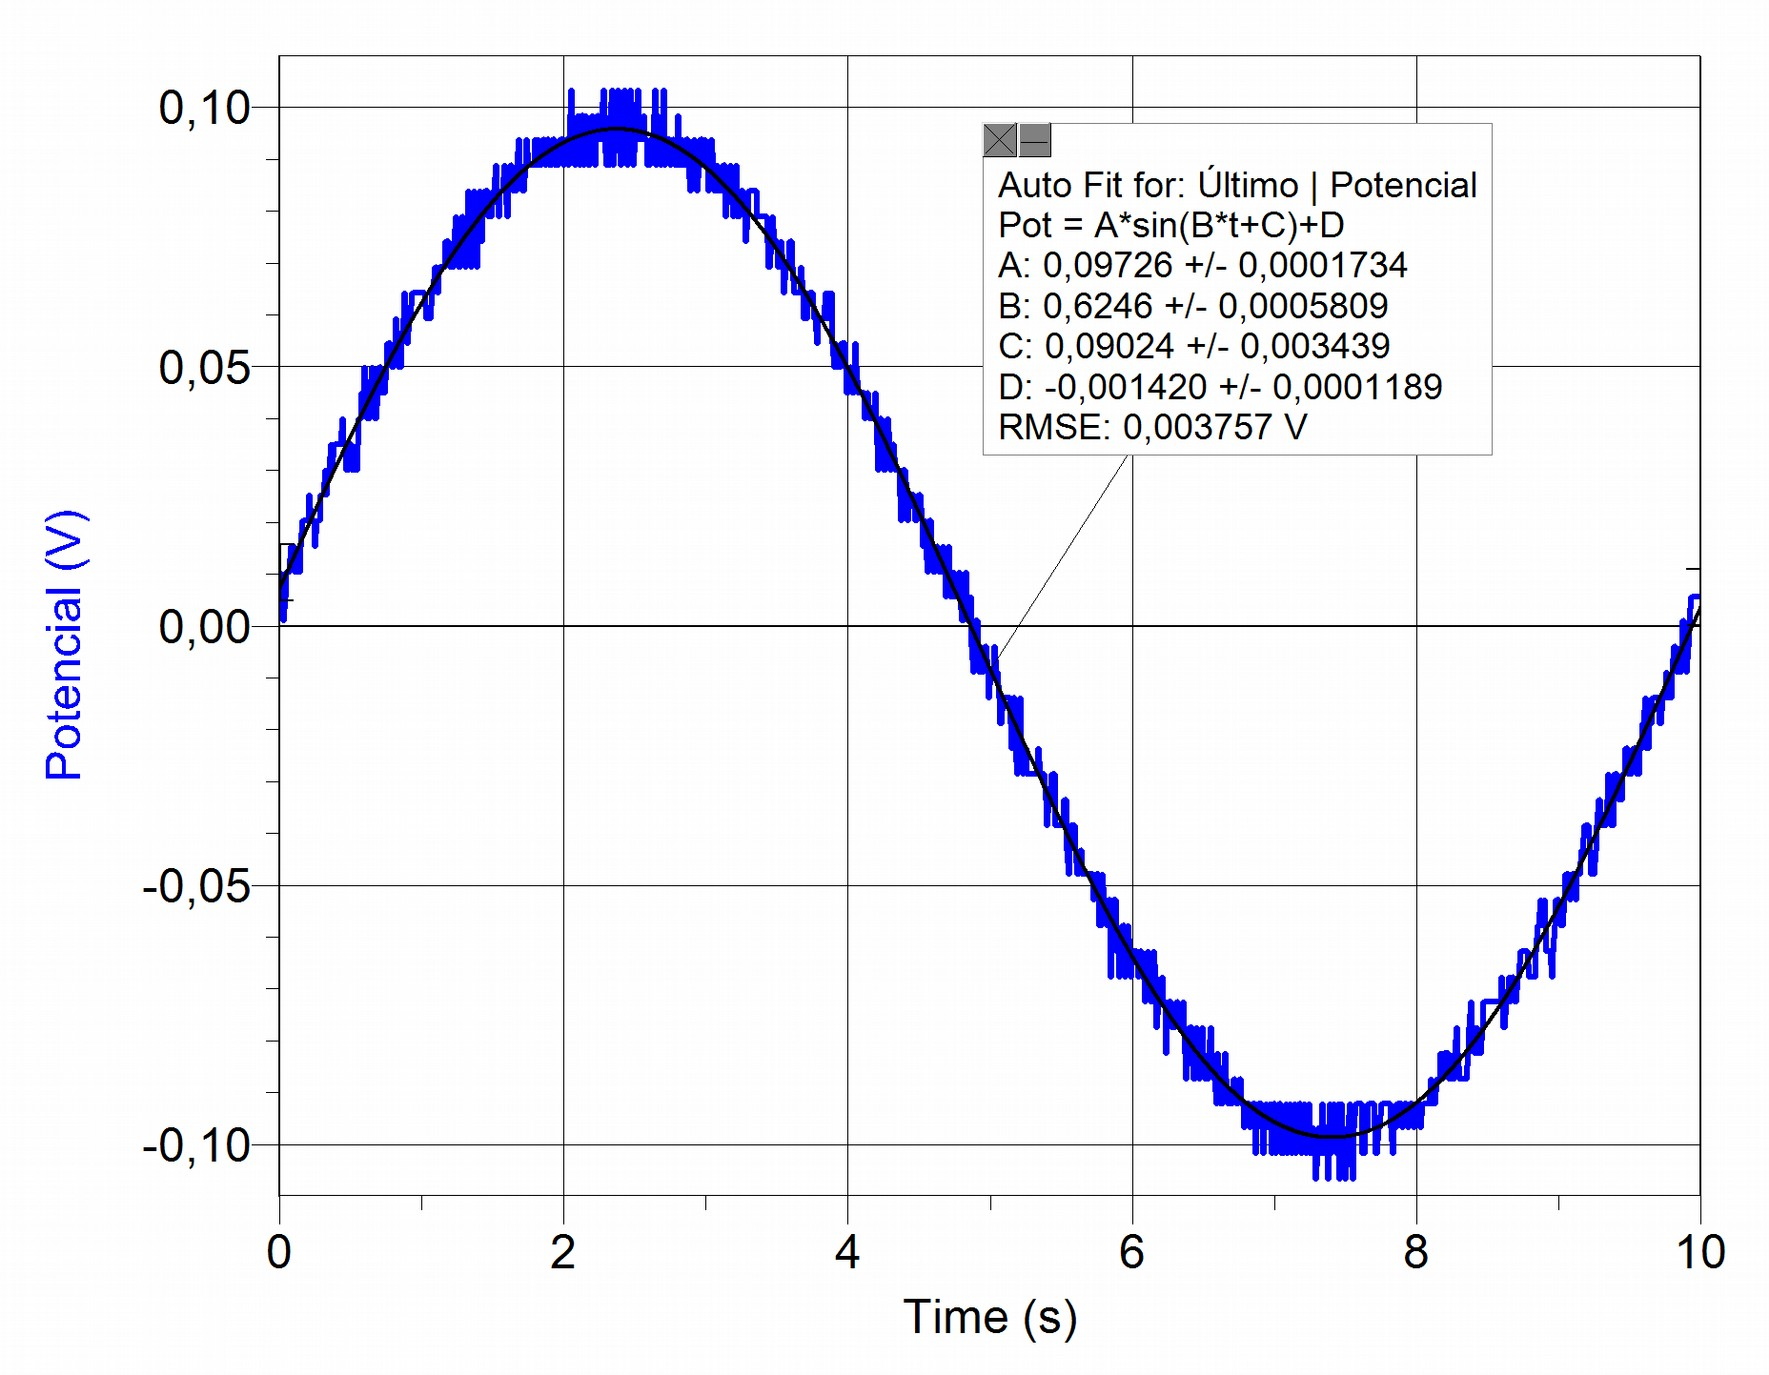 0,10
0,05
0,00
-0,05
-0,10
Potencial (V)
Auto Fit for: Último | Potencial
Pot = A*sin(B*t+C)+D
A: 0,09726 +/- 0,0001734
B: 0,6246 +/- 0,0005809
C: 0,09024 +/- 0,003439
D: -0,001420 +/- 0,0001189
RMSE: 0,003757 V
0 2 4 6 8 10
Time (s)